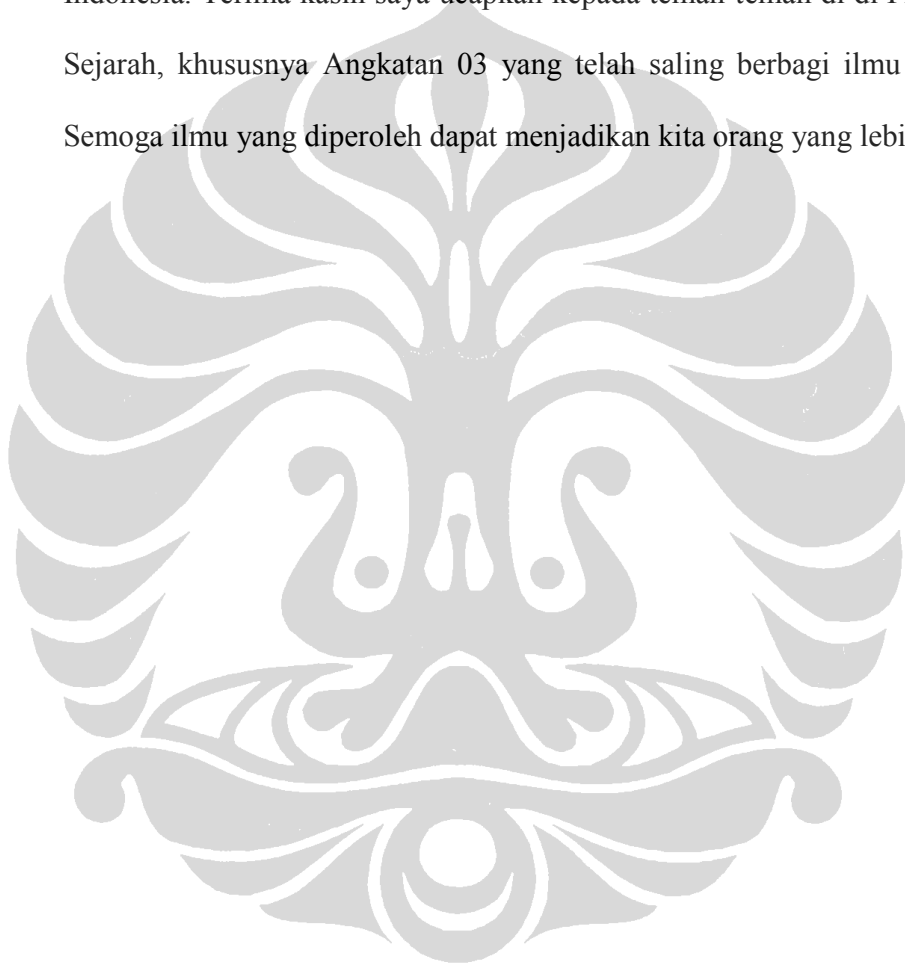 Indonesia. Terima kasih saya ucapkan kepada teman-teman di di
Sejarah, khususnya Angkatan 03 yang telah saling berbagi ilmu
Semoga ilmu yang diperoleh dapat menjadikan kita orang yang